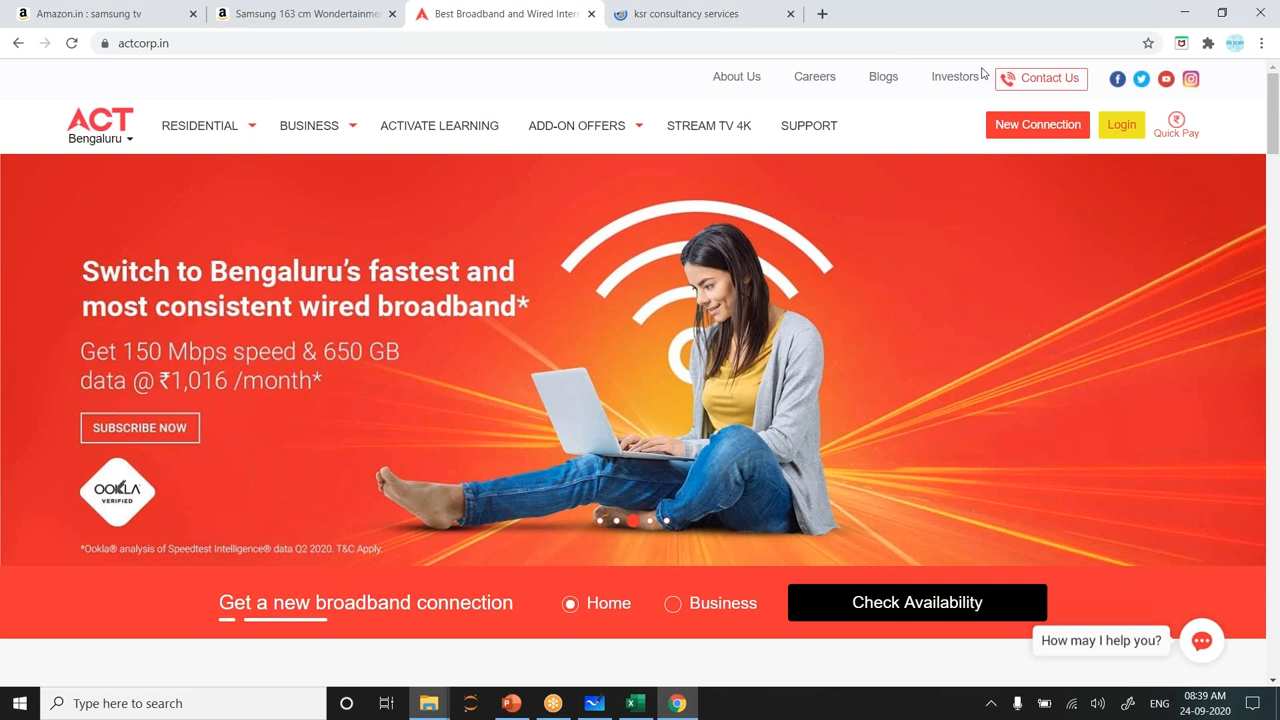 Amazon.in : samsung tv
Samsung 163 cm Wondertainme
Best Broadband and Wired Inter
ksr consultancy services
actcorp.in
About Us
Careers
Blogs
Investors
Contact Us
ACT
Bengaluru
RESIDENTIAL
BUSINESS
ACTIVATE LEARNING
ADD-ON OFFERS
STREAM TV 4K
SUPPORT
New Connection
Login
Quick Pay
Switch to Bengaluru's fastest and
most consistent wired broadband*
Get 150 Mbps speed & 650 GB
data @ ₹1,016 /month*
SUBSCRIBE NOW
OOKLA
VERIFIED
*Ookla® analysis of Speedtest Intelligence® data Q2 2020. T&C Apply.
Get a new broadband connection
Home
Business
Check Availability
How may I help you?
Type here to search
ENG
08:39 AM
24-09-2020